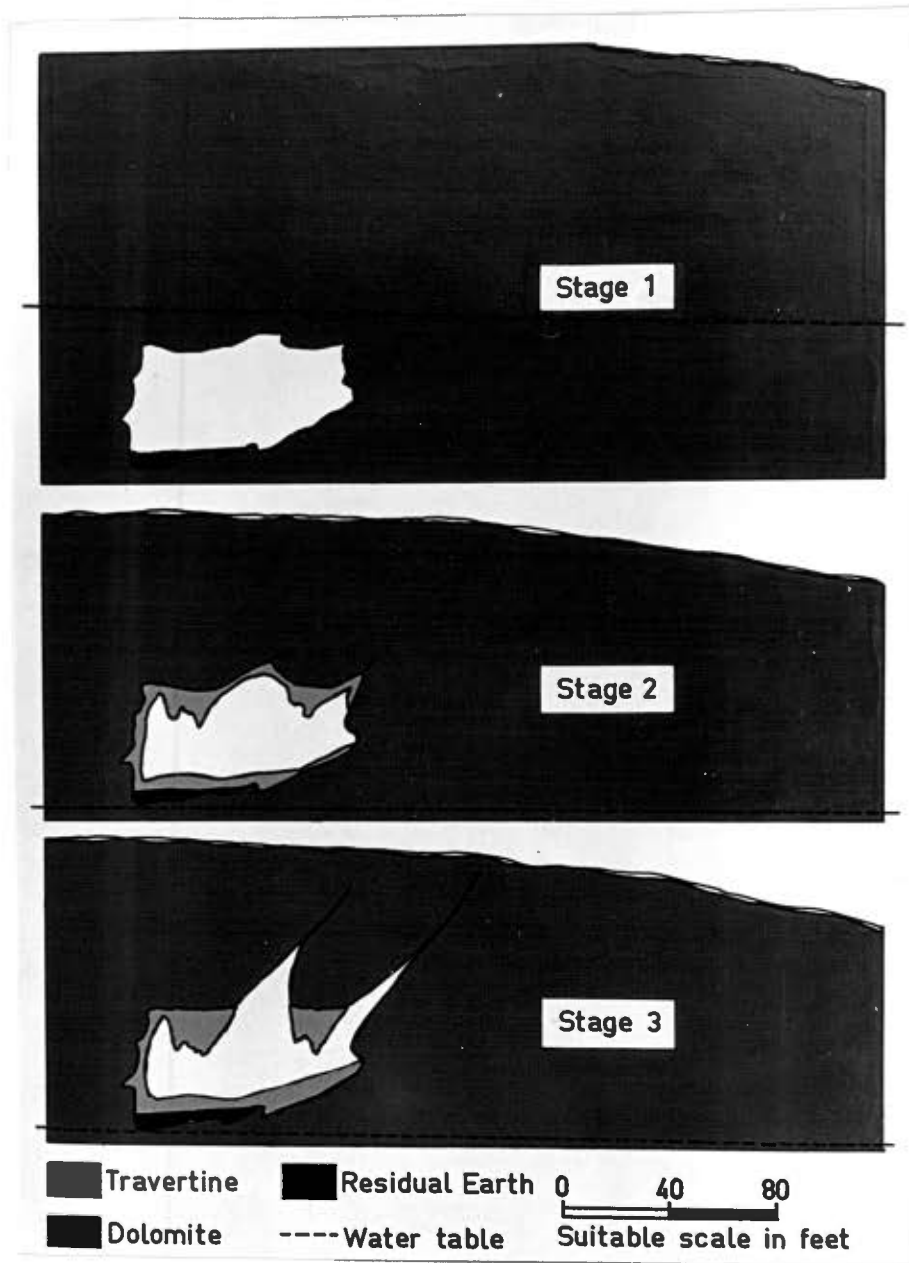 Stage 1
Stage 2
Stage 3
Travertine
Residual Earth
0 40 80
Dolomite
Water table
Suitable scale in feet